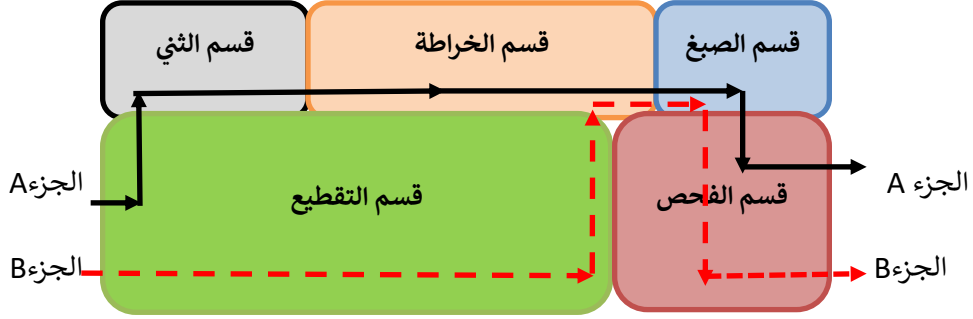 قسم الصبغ
قسم الخراطة
قسم الثني
الجزءA
الجزء A
قسم الفحص
قسم التقطيع
الجزءB
الجزءB